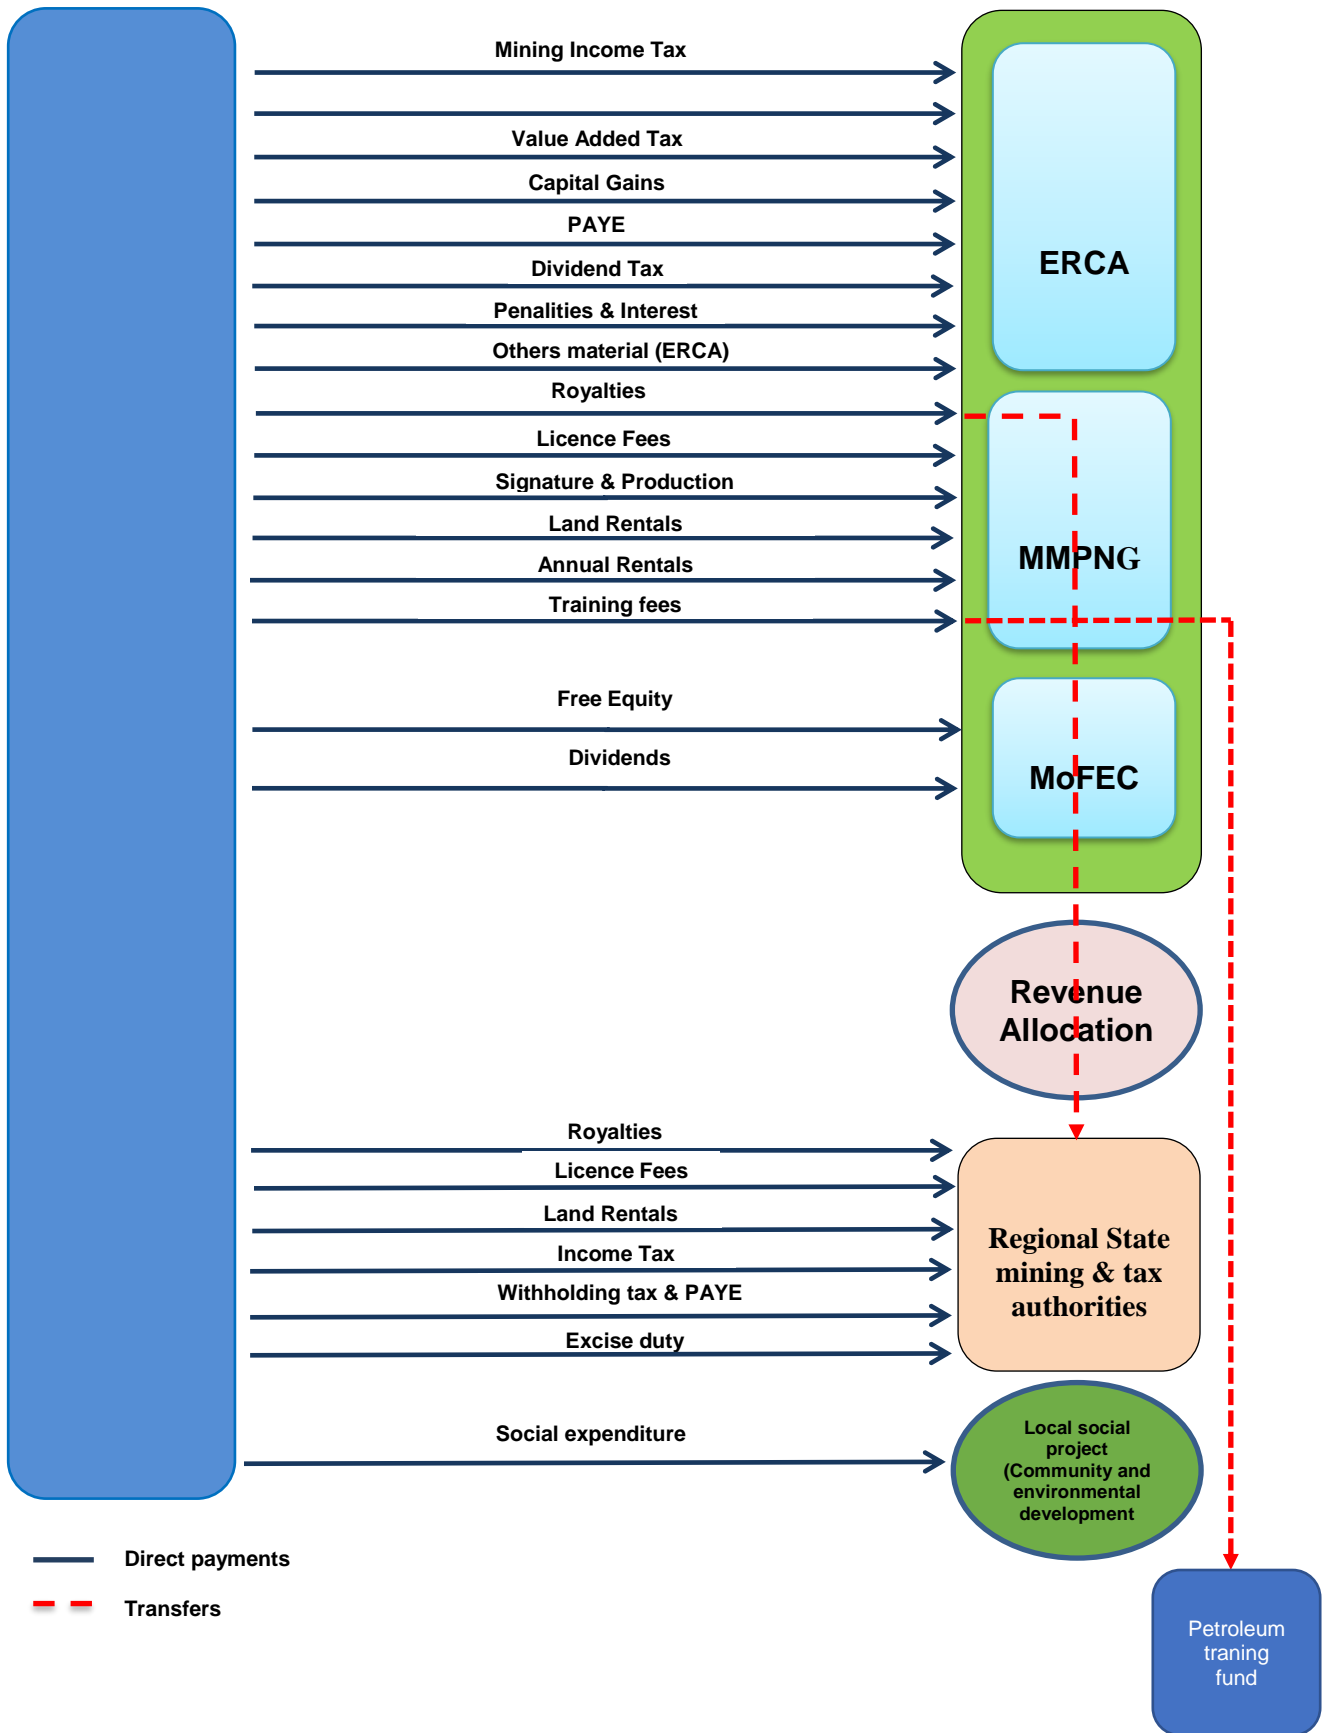 Mining Income Tax
Value Added Tax
Capital Gains
PAYE
Dividend Tax
Penalities & Interest
Others material (ERCA)
Royalties
Licence Fees
Signature & Production
Land Rentals
Annual Rentals
Training fees
Free Equity
Dividends
ERCA
MMPNG
MoFEC
Revenue
Allocation
Royalties
Licence Fees
Land Rentals
Income Tax
Withholding tax & PAYE
Excise duty
Regional State
mining & tax
authorities
Social expenditure
Local social
project
(Community and
environmental
development
Direct payments
Transfers
Petroleum
traning
fund